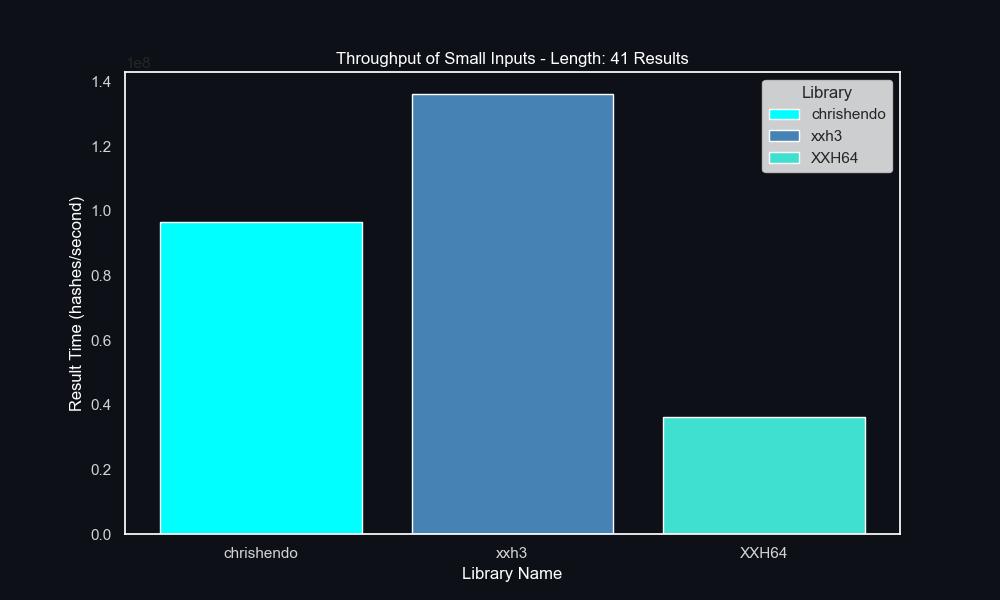 Throughput of Small Inputs - Length: 41 Results
1e8
1.4
1.2
1.0
0.8
0.6
0.4
0.2
0.0
Result Time (hashes/second)
Library
chrishendo
xxh3
XXH64
chrishendo
xxh3
XXH64
Library Name